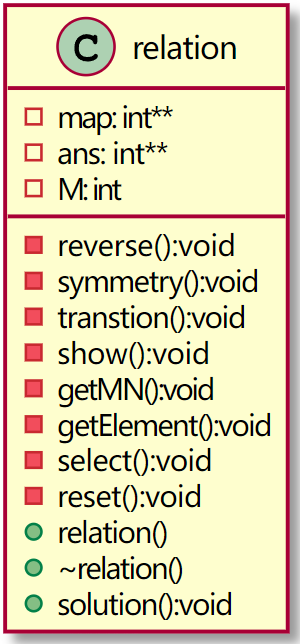 C relation
map: int**
ans: int**
M: int
reverse():void
symmetry():void
transtion():void
show():void
getMN():void
getElement():void
select():void
reset():void
relation()
~relation()
solution():void